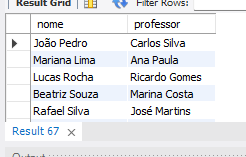 Result Grid Filter Rows:
nome professor
João Pedro Carlos Silva
Mariana Lima Ana Paula
Lucas Rocha Ricardo Gomes
Beatriz Souza Marina Costa
Rafael Silva José Martins
Result 67 ×
Output